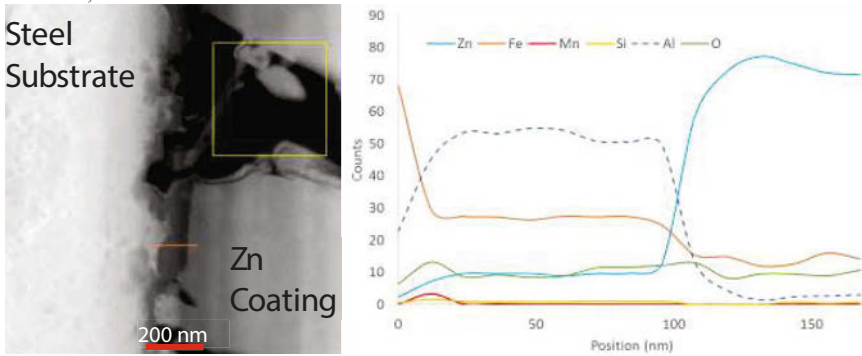 Steel
Substrate
Zn
Coating
200 nm
90
80
70
60
50
40
30
20
10
0
Counts
Zn Fe Mn Si Al O
0 50 100 150
Position (nm)